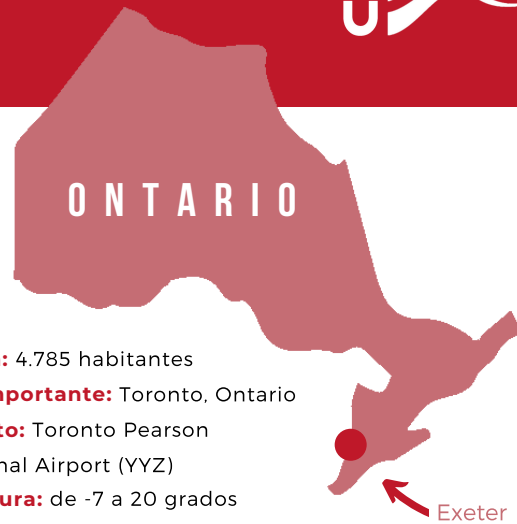 U
ONTARIO
: 4.785 habitantes
portante: Toronto, Ontario
to: Toronto Pearson
nal Airport (YYZ)
ura: de -7 a 20 grados
Exeter